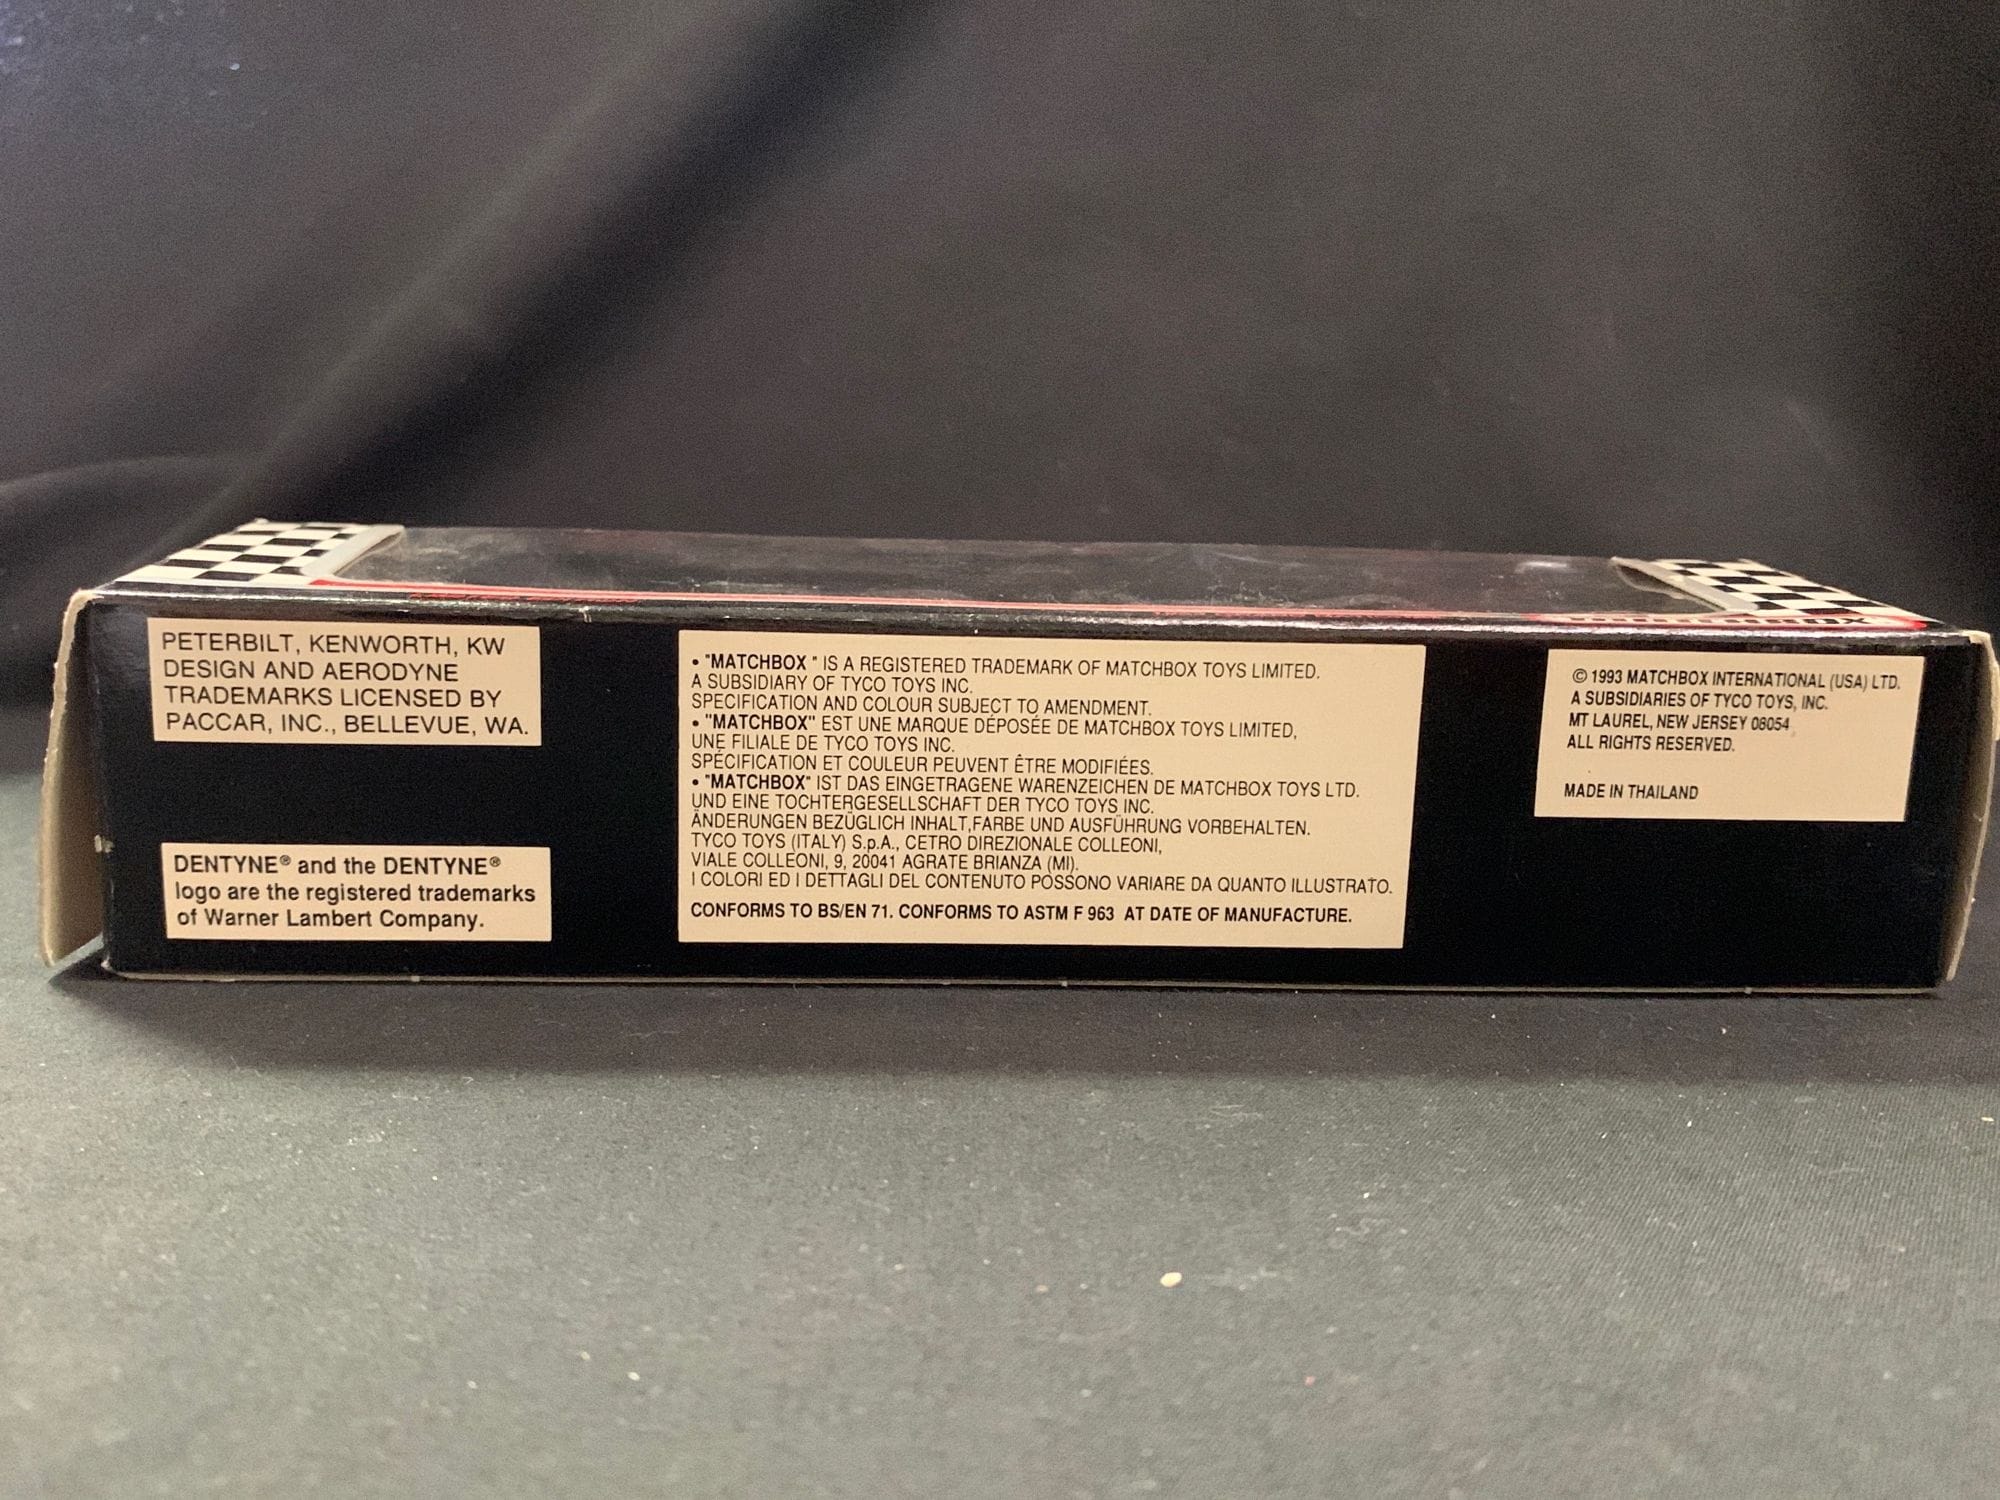 PETERBILT, KENWORTH, KW
DESIGN AND AERODYNE
TRADEMARKS LICENSED BY
PACCAR, INC., BELLEVUE, WA.
DENTYNE® and the DENTYNE®
logo are the registered trademarks
of Warner Lambert Company.
• "MATCHBOX " IS A REGISTERED TRADEMARK OF MATCHBOX TOYS LIMITED.
A SUBSIDIARY OF TYCO TOYS INC.
SPECIFICATION AND COLOUR SUBJECT TO AMENDMENT.
• "MATCHBOX" EST UNE MARQUE DÉPOSÉE DE MATCHBOX TOYS LIMITED,
UNE FILIALE DE TYCO TOYS INC.
SPÉCIFICATION ET COULEUR PEUVENT ÊTRE MODIFIÉES.
• "MATCHBOX" IST DAS EINGETRAGENE WARENZEICHEN DE MATCHBOX TOYS LTD.
UND EINE TOCHTERGESELLSCHAFT DER TYCO TOYS INC.
ÄNDERUNGEN BEZÜGLICH INHALT,FARBE UND AUSFÜHRUNG VORBEHALTEN.
TYCO TOYS (ITALY) S.p.A., CETRO DIREZIONALE COLLEONI,
VIALE COLLEONI, 9, 20041 AGRATE BRIANZA (MI).
I COLORI ED I DETTAGLI DEL CONTENUTO POSSONO VARIARE DA QUANTO ILLUSTRATO.
CONFORMS TO BS/EN 71. CONFORMS TO ASTM F 963 AT DATE OF MANUFACTURE.
© 1993 MATCHBOX INTERNATIONAL (USA) LTD.
A SUBSIDIARIES OF TYCO TOYS, INC.
MT LAUREL, NEW JERSEY 08054
ALL RIGHTS RESERVED.
MADE IN THAILAND